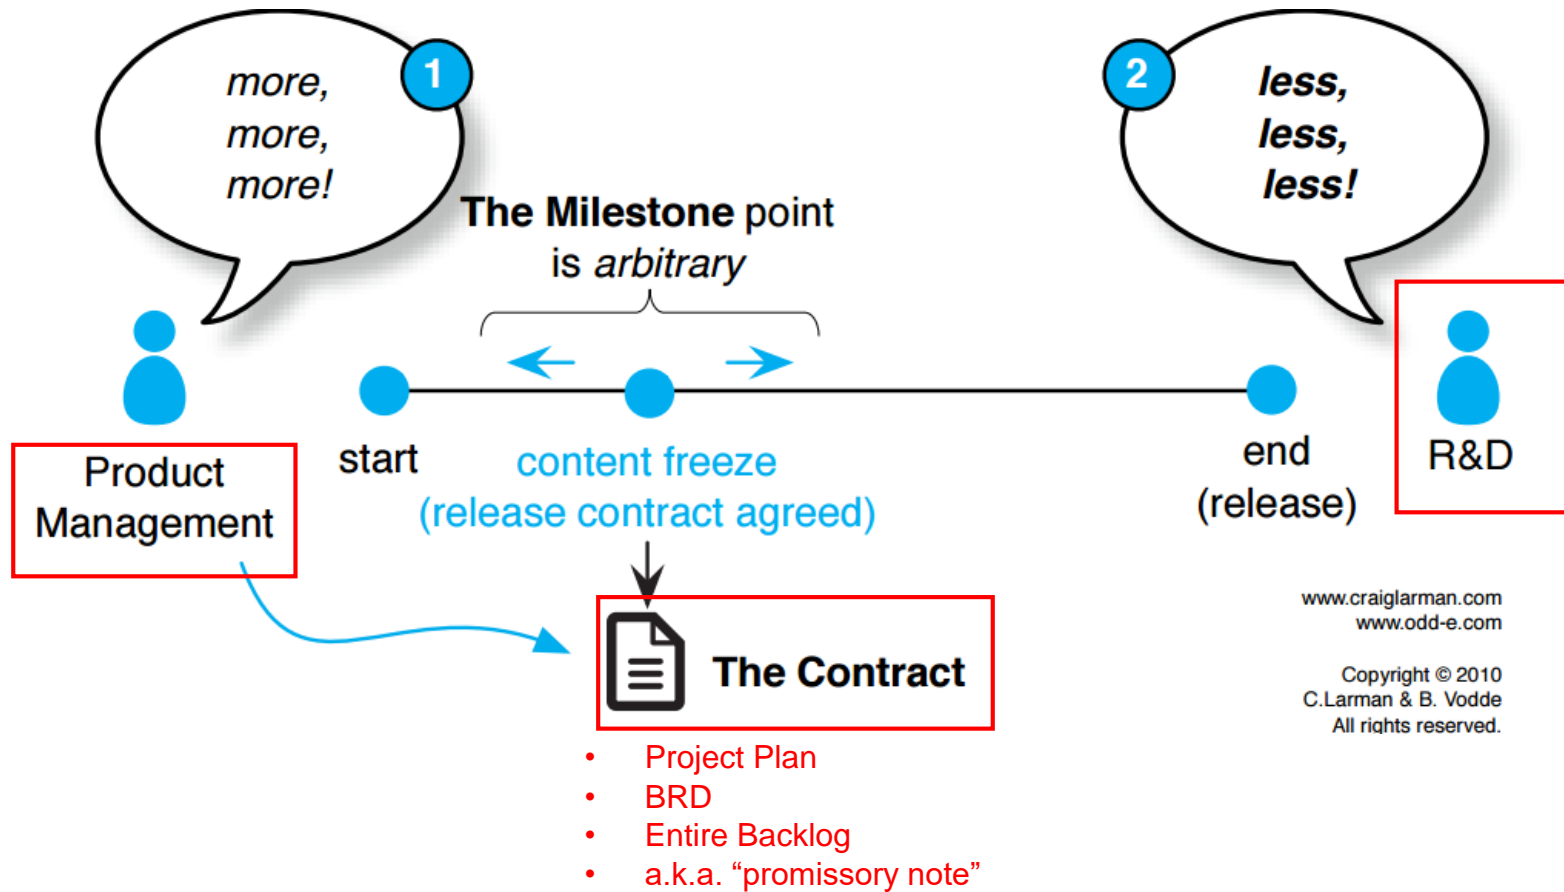 more,
more,
more!
1
2
less,
less,
less!
The Milestone point
is arbitrary
Product
Management
start
content freeze
(release contract agreed)
end
(release)
R&D
The Contract
www.craiglarman.com
www.odd-e.com
Copyright © 2010
C.Larman & B. Vodde
All rights reserved.
• Project Plan
• BRD
• Entire Backlog
• a.k.a. “promissory note”